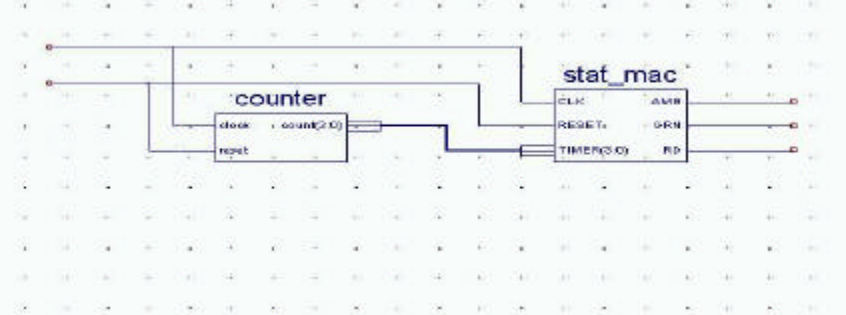 stat_mac
counter
CLK AMB
clock count(3:0)
RESET GRN
reset
TIMER(3:0) RD